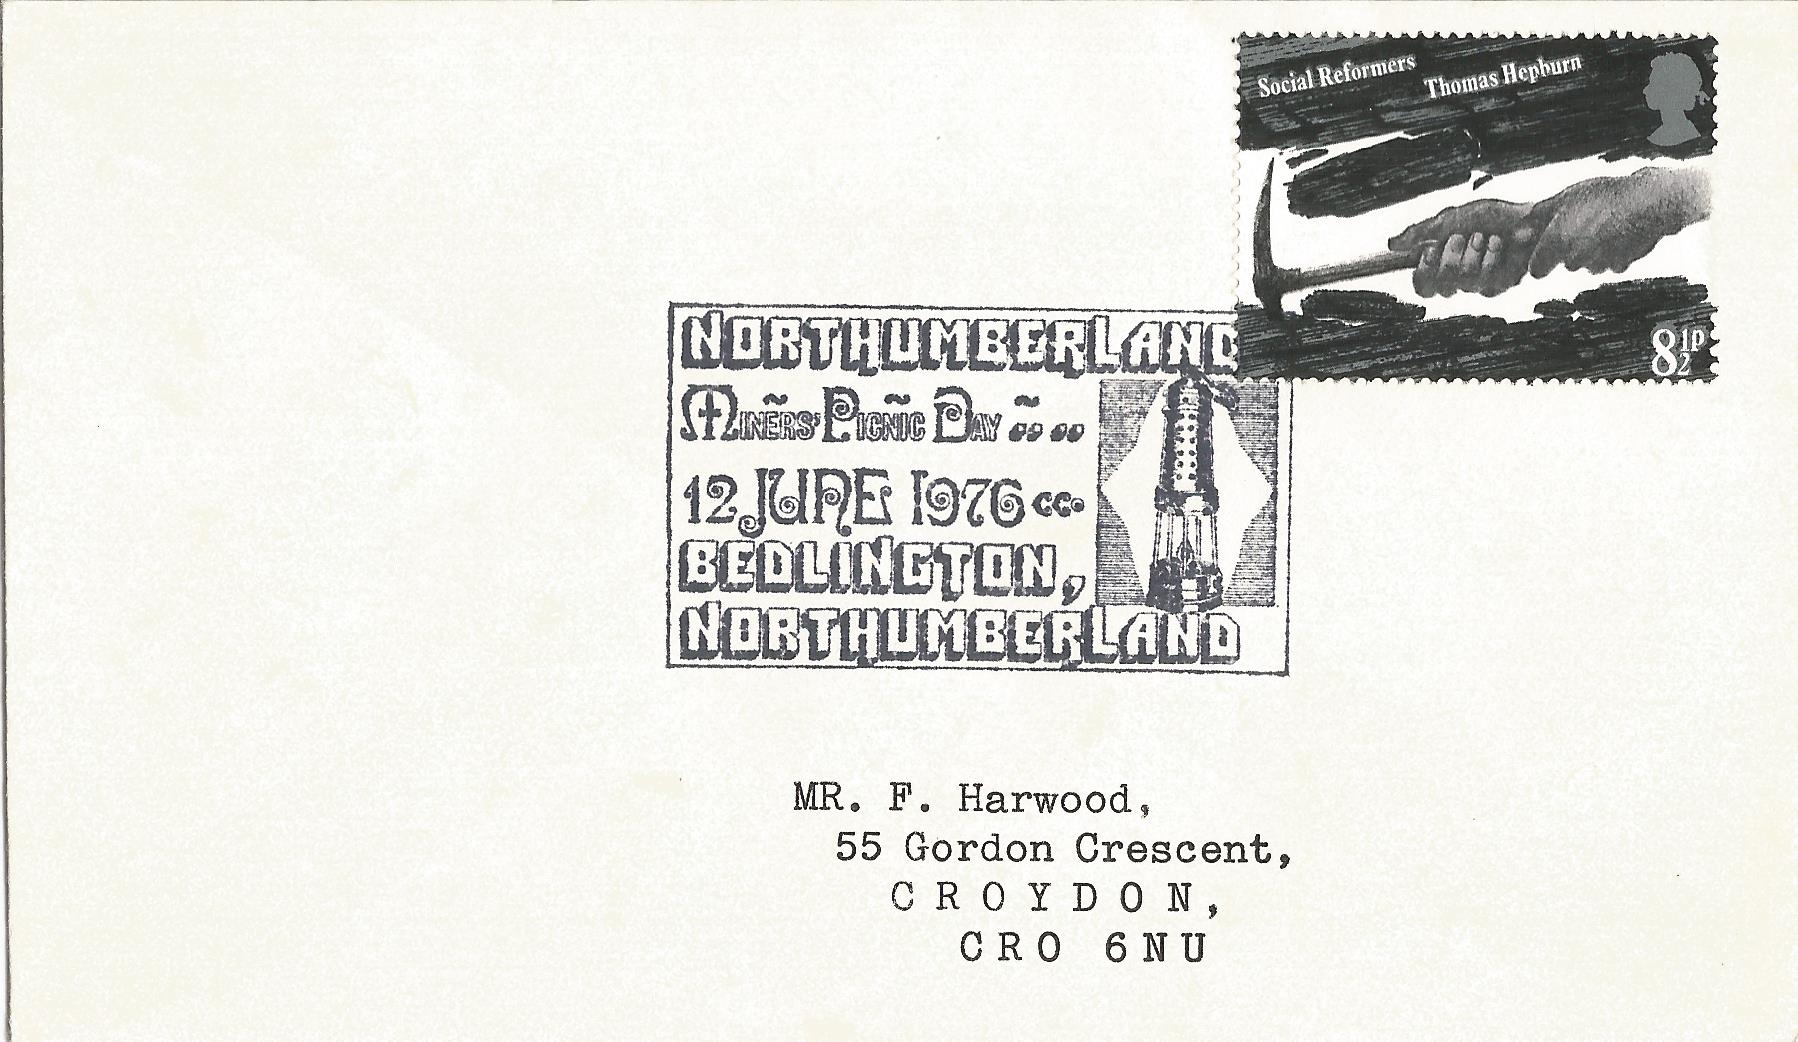 Social Reformers Thomas Hepburn
8½p
NORTHUMBERLAND
MINERS' PICNIC DAY
12 JUNE 1976
BEDLINGTON,
NORTHUMBERLAND
MR. F. Harwood,
55 Gordon Crescent,
CROYDON,
CRO 6NU